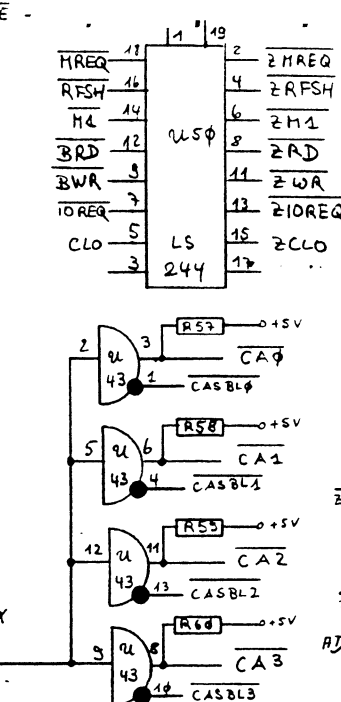 E
1 19
MREQ 18 2 ZMREQ
RFSH 16 4 ZRFSH
M1 14 u50 6 ZM1
BRD 12 8 ZRD
BWR 9 11 ZWR
IOREQ 7 13 ZIOREQ
CLO 5 LS 15 ZCLO
3 244 17
R57 +5V
2 u 3 CA0
43 1 CASBL0
R58 +5V
5 u 6 CA1
43 4 CASBL1
R59 +5V
12 u 11 CA2
43 13 CASBL2
R60 +5V
9 u 8 CA3
43 10 CASBL3